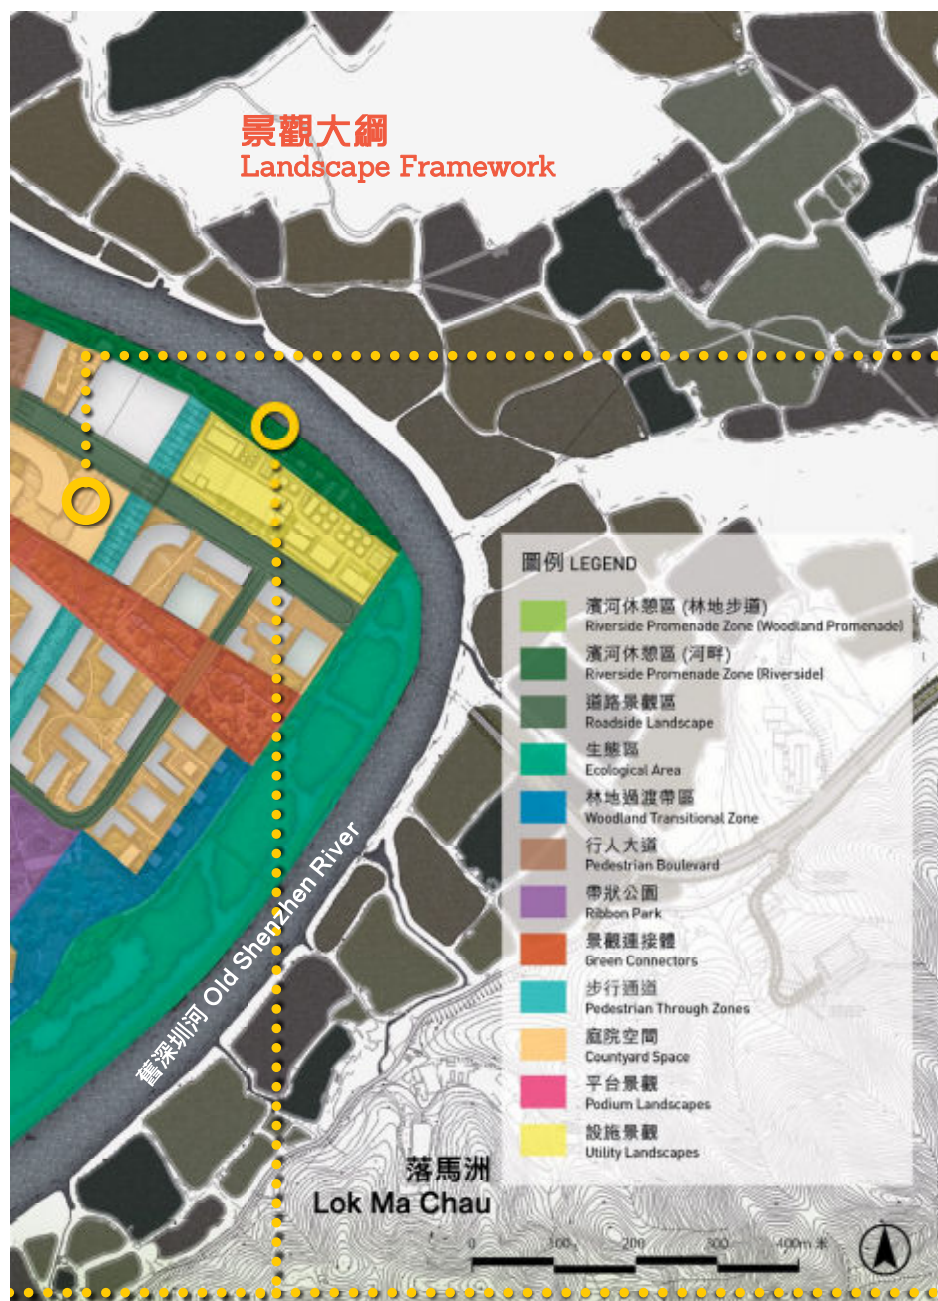 景觀大綱
Landscape Framework
圖例 LEGEND
濱河休憩區 (林地步道)
Riverside Promenade Zone (Woodland Promenade)
濱河休憩區 (河畔)
Riverside Promenade Zone (Riverside)
道路景觀區
Roadside Landscape
生態區
Ecological Area
林地過渡帶區
Woodland Transitional Zone
行人大道
Pedestrian Boulevard
帶狀公園
Ribbon Park
景觀連接體
Green Connectors
步行通道
Pedestrian Through Zones
庭院空間
Countyard Space
平台景觀
Podium Landscapes
設施景觀
Utility Landscapes
舊深圳河 Old Shenzhen River
落馬洲
Lok Ma Chau
0 100 200 300 400m 米